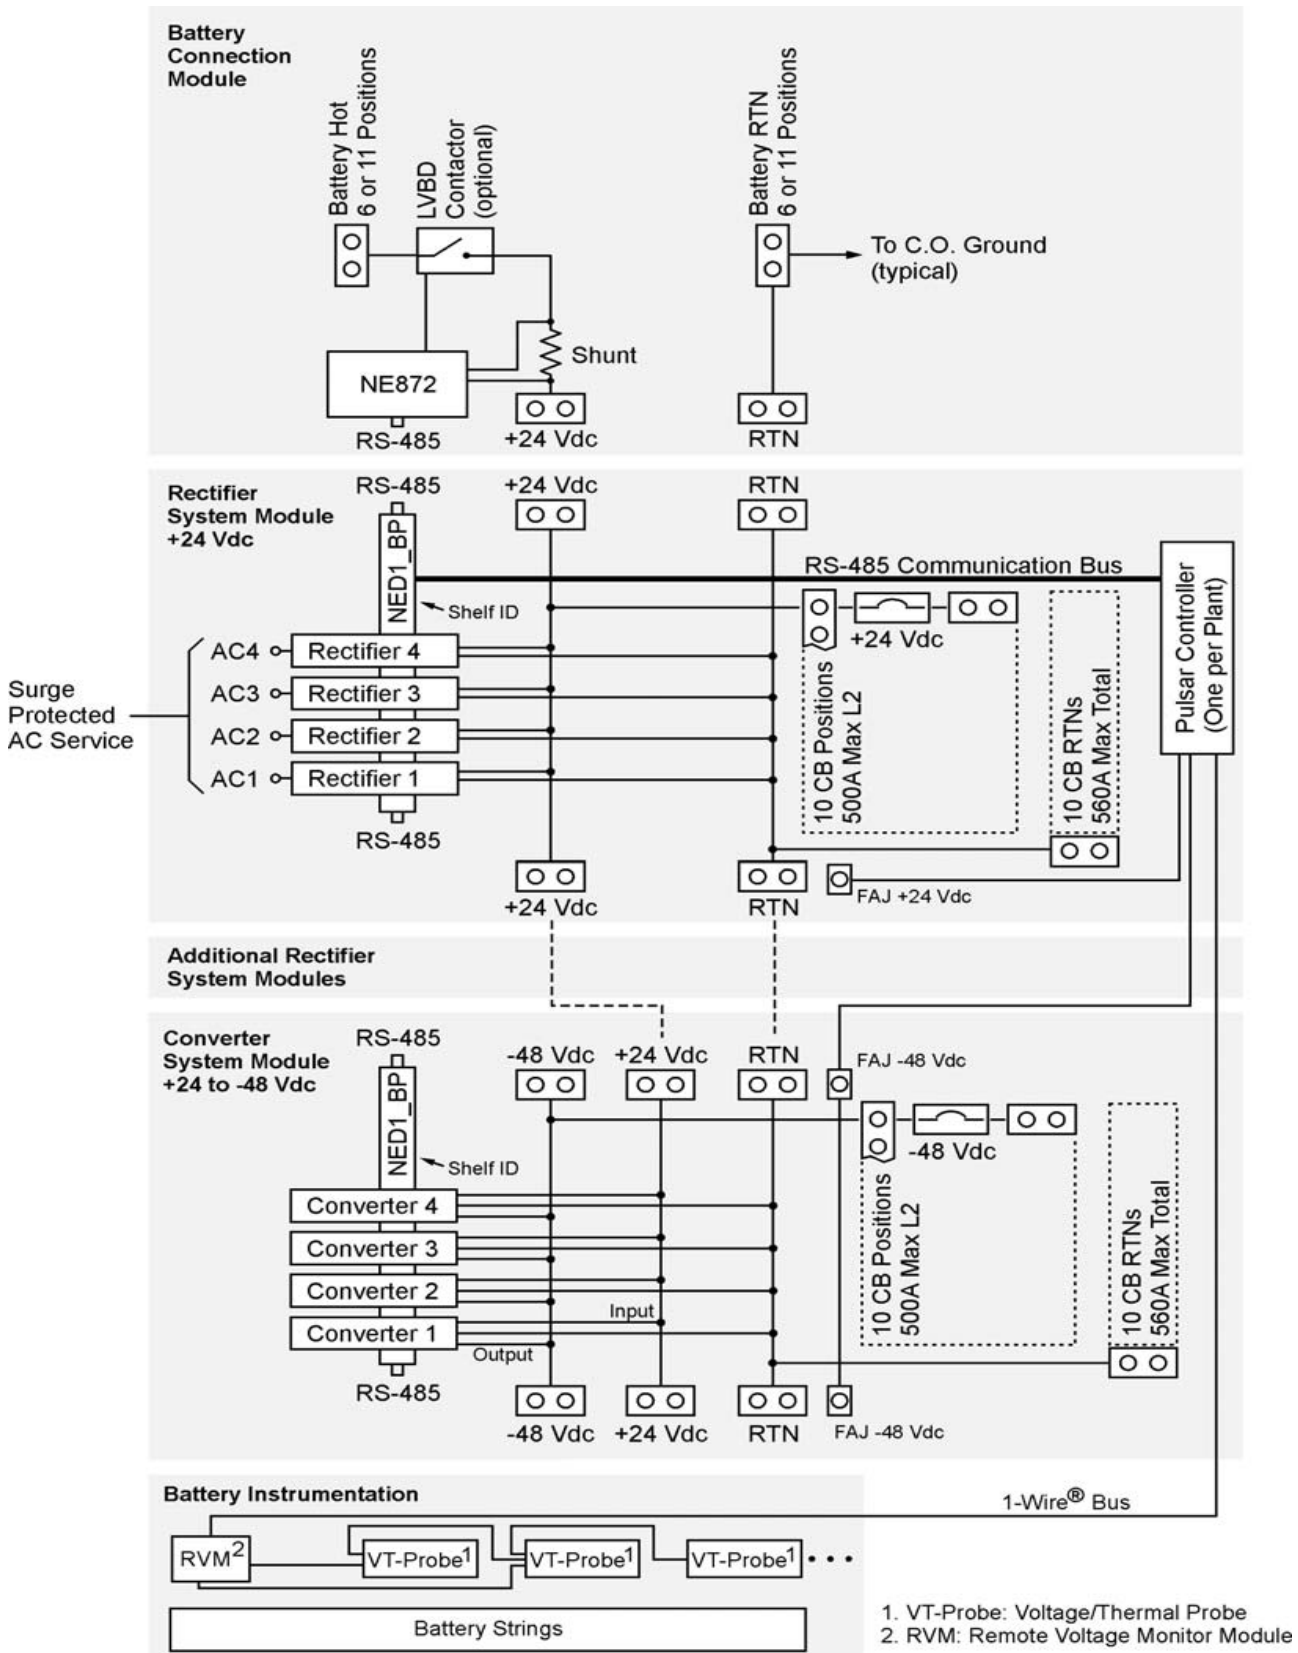 Battery
Connection
Module
Battery Hot
6 or 11 Positions
LVBD
Contactor
(optional)
Battery RTN
6 or 11 Positions
To C.O. Ground
(typical)
Shunt
NE872
RS-485
+24 Vdc
RTN
Rectifier
System Module
+24 Vdc
RS-485
+24 Vdc
RTN
NED1_BP
Shelf ID
RS-485 Communication Bus
Pulsar Controller
(One per Plant)
+24 Vdc
10 CB Positions
500A Max L2
10 CB RTNs
560A Max Total
Surge
Protected
AC Service
AC4
Rectifier 4
AC3
Rectifier 3
AC2
Rectifier 2
AC1
Rectifier 1
RS-485
+24 Vdc
RTN
FAJ +24 Vdc
Additional Rectifier
System Modules
Converter
System Module
+24 to -48 Vdc
RS-485
-48 Vdc
+24 Vdc
RTN
FAJ -48 Vdc
NED1_BP
Shelf ID
-48 Vdc
10 CB Positions
500A Max L2
10 CB RTNs
560A Max Total
Converter 4
Converter 3
Converter 2
Converter 1
Input
Output
RS-485
-48 Vdc
+24 Vdc
RTN
FAJ -48 Vdc
Battery Instrumentation
1-Wire® Bus
RVM2
VT-Probe1
VT-Probe1
VT-Probe1
Battery Strings
1. VT-Probe: Voltage/Thermal Probe
2. RVM: Remote Voltage Monitor Module